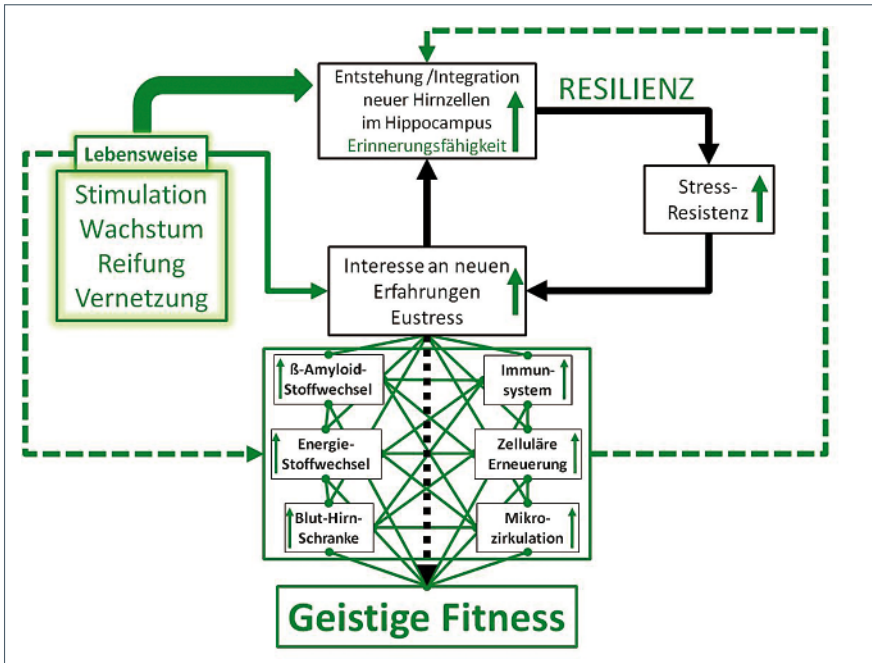 Entstehung /Integration
neuer Hirnzellen
im Hippocampus
Erinnerungsfähigkeit
RESILIENZ
Lebensweise
Stimulation
Wachstum
Reifung
Vernetzung
Stress-
Resistenz
Interesse an neuen
Erfahrungen
Eustress
ß-Amyloid-
Stoffwechsel
Immun-
system
Energie-
Stoffwechsel
Zelluläre
Erneuerung
Blut-Hirn-
Schranke
Mikro-
zirkulation
Geistige Fitness